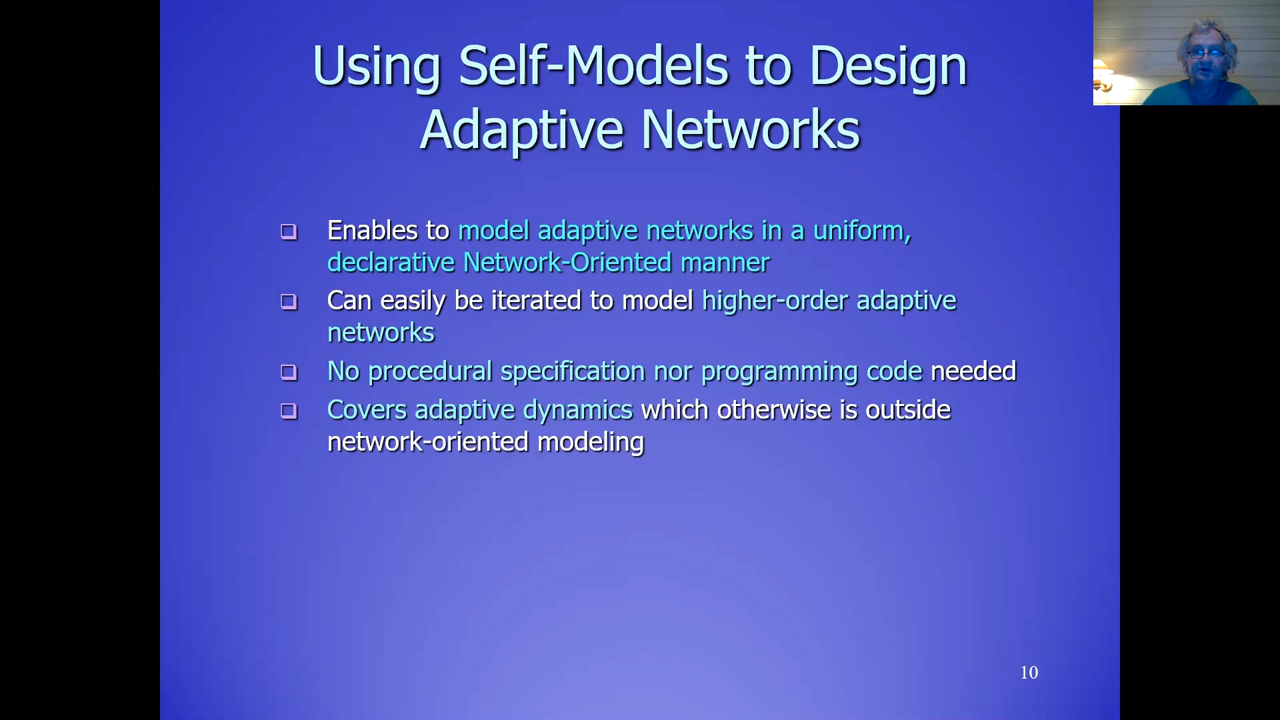 Using Self-Models to Design
Adaptive Networks
Enables to model adaptive networks in a uniform,
declarative Network-Oriented manner
Can easily be iterated to model higher-order adaptive
networks
No procedural specification nor programming code needed
Covers adaptive dynamics which otherwise is outside
network-oriented modeling
10